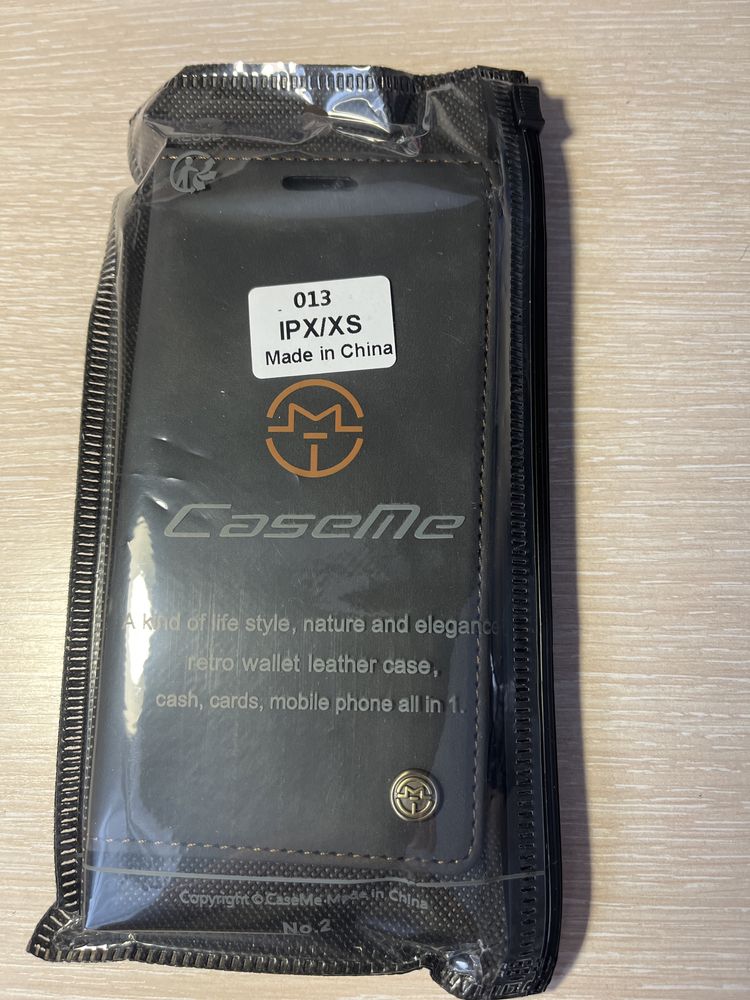 013
IPX/XS
Made in China
CaseMe
A kind of life style, nature and elegance
retro wallet leather case,
cash, cards, mobile phone all in 1.
Copyright © CaseMe Made in China
No.2